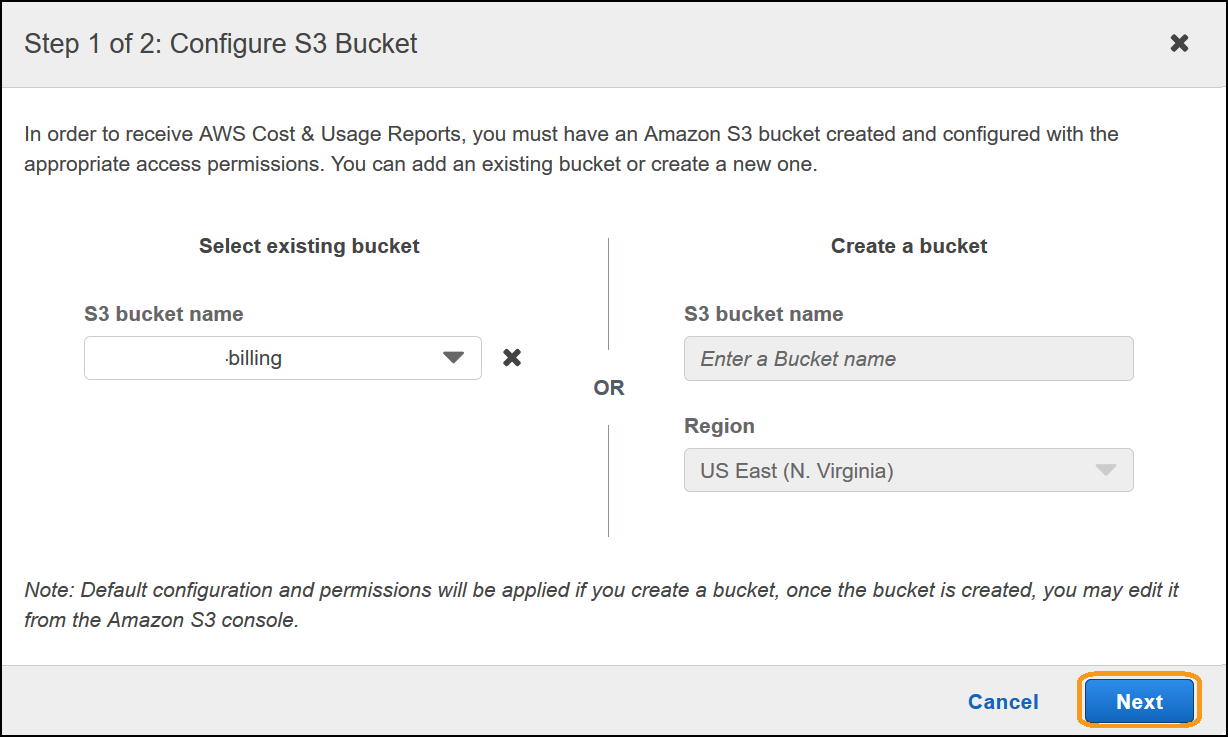 Step 1 of 2: Configure S3 Bucket
In order to receive AWS Cost & Usage Reports, you must have an Amazon S3 bucket created and configured with the
appropriate access permissions. You can add an existing bucket or create a new one.
Select existing bucket
S3 bucket name
-billing
OR
Create a bucket
S3 bucket name
Enter a Bucket name
Region
US East (N. Virginia)
Note: Default configuration and permissions will be applied if you create a bucket, once the bucket is created, you may edit it
from the Amazon S3 console.
Cancel
Next